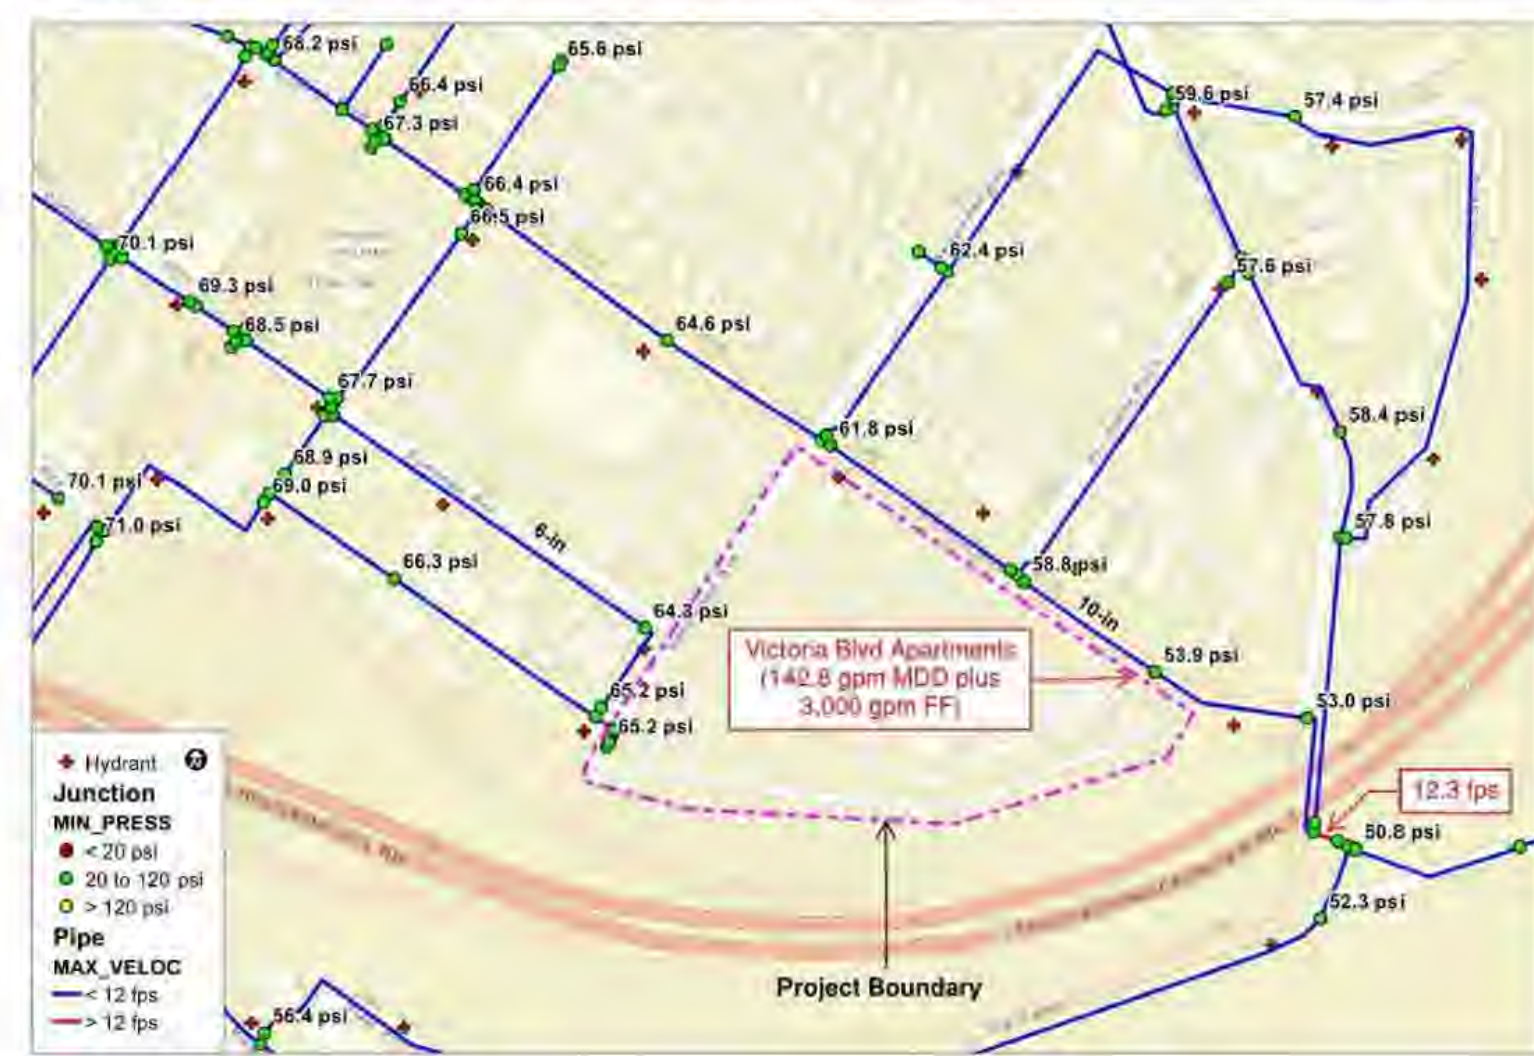 68.2 psi
65.6 psi
66.4 psi
67.3 psi
59.6 psi
57.4 psi
66.4 psi
66.5 psi
70.1 psi
62.4 psi
57.6 psi
69.3 psi
68.5 psi
64.6 psi
67.7 psi
61.8 psi
58.4 psi
68.9 psi
69.0 psi
70.1 psi
71.0 psi
57.8 psi
6-in
66.3 psi
58.8 psi
10-in
64.3 psi
Victoria Blvd Apartments
(142.8 gpm MDD plus
3,000 gpm FF)
53.9 psi
65.2 psi
65.2 psi
53.0 psi
12.3 fps
50.8 psi
52.3 psi
Project Boundary
56.4 psi
Hydrant
Junction
MIN_PRESS
< 20 psi
20 to 120 psi
> 120 psi
Pipe
MAX_VELOC
< 12 fps
> 12 fps